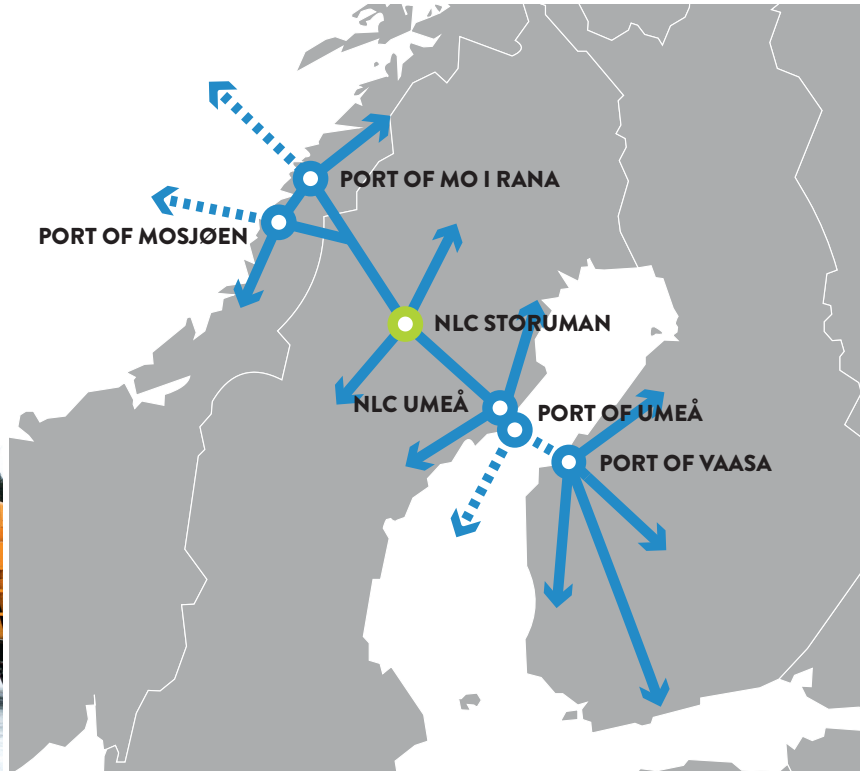 PORT OF MO I RANA
PORT OF MOSJØEN
NLC STORUMAN
NLC UMEÅ
PORT OF UMEÅ
PORT OF VAASA